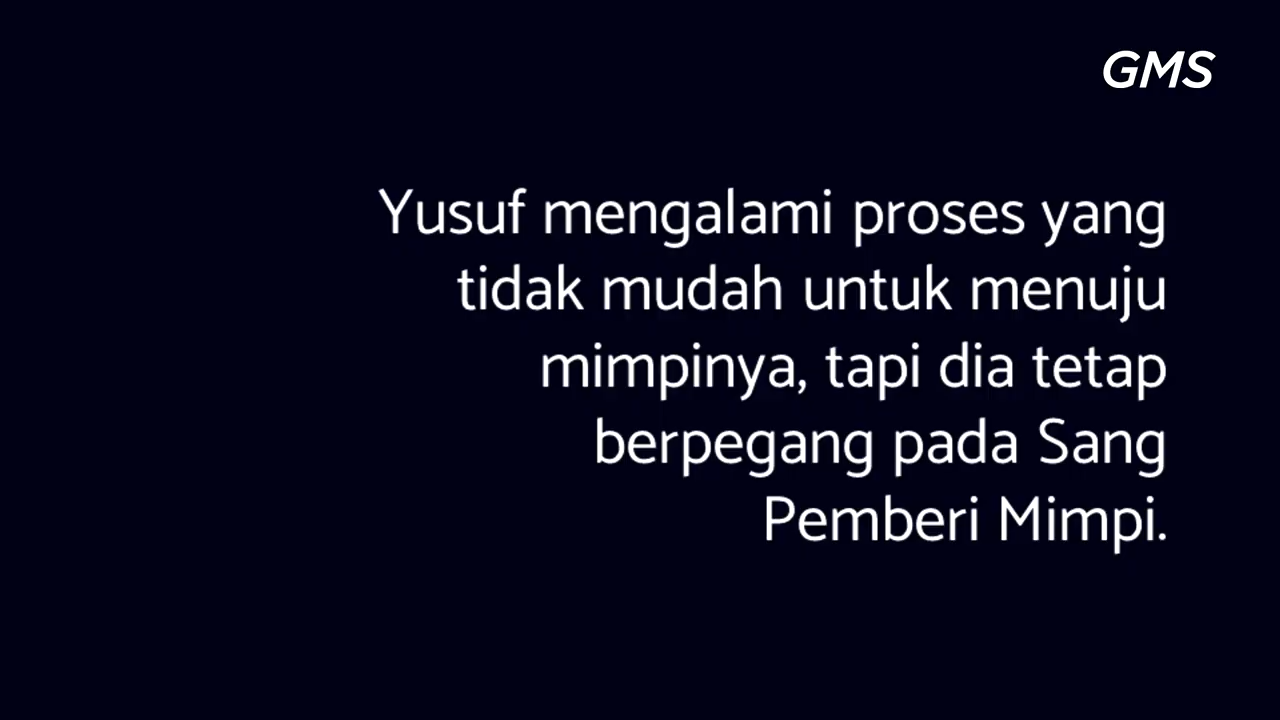 GMS
Yusuf mengalami proses yang
tidak mudah untuk menuju
mimpinya, tapi dia tetap
berpegang pada Sang
Pemberi Mimpi.